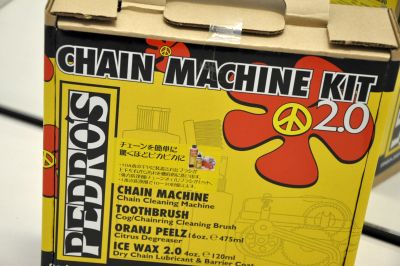 CHAIN MACHINE KIT
2.0
PEDRO'S
チェーンを簡単に
驚くほどピカピカに
CHAIN MACHINE
Chain Cleaning Machine
TOOTHBRUSH
Cog/Chainring Cleaning Brush
ORANJ PEELZ 16oz. ℮ 475ml
Citrus Degreaser
ICE WAX 2.0 4oz. ℮ 120ml
Dry Chain Lubricant & Barrier Coat